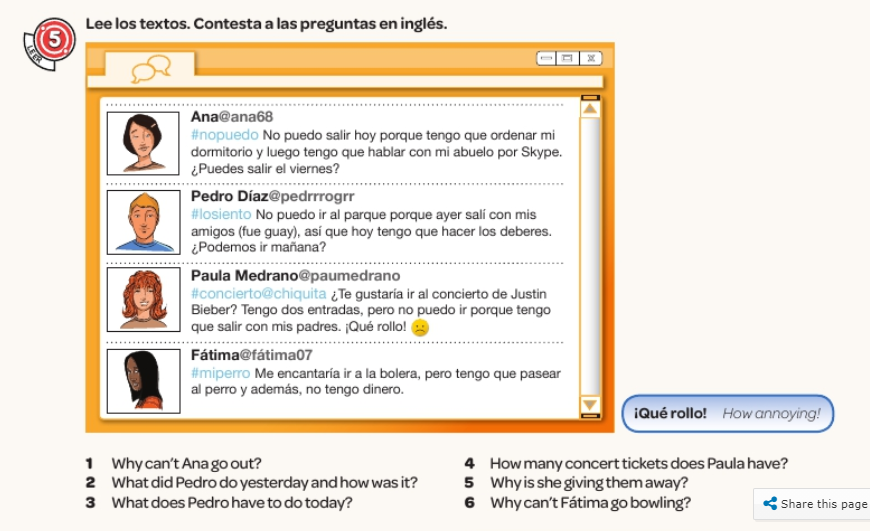 Lee los textos. Contesta a las preguntas en inglés.
5
LEER
X
Ana@ana68
#nopuedo No puedo salir hoy porque tengo que ordenar mi
dormitorio y luego tengo que hablar con mi abuelo por Skype.
¿Puedes salir el viernes?
Pedro Díaz@pedrrrogrr
#losiento No puedo ir al parque porque ayer salí con mis
amigos (fue guay), así que hoy tengo que hacer los deberes.
¿Podemos ir mañana?
Paula Medrano@paumedrano
#concierto@chiquita ¿Te gustaría ir al concierto de Justin
Bieber? Tengo dos entradas, pero no puedo ir porque tengo
que salir con mis padres. ¡Qué rollo!
Fátima@fátima07
#miperro Me encantaría ir a la bolera, pero tengo que pasear
al perro y además, no tengo dinero.
¡Qué rollo! How annoying!
1 Why can't Ana go out?
2 What did Pedro do yesterday and how was it?
3 What does Pedro have to do today?
4 How many concert tickets does Paula have?
5 Why is she giving them away?
6 Why can't Fátima go bowling?
Share this page